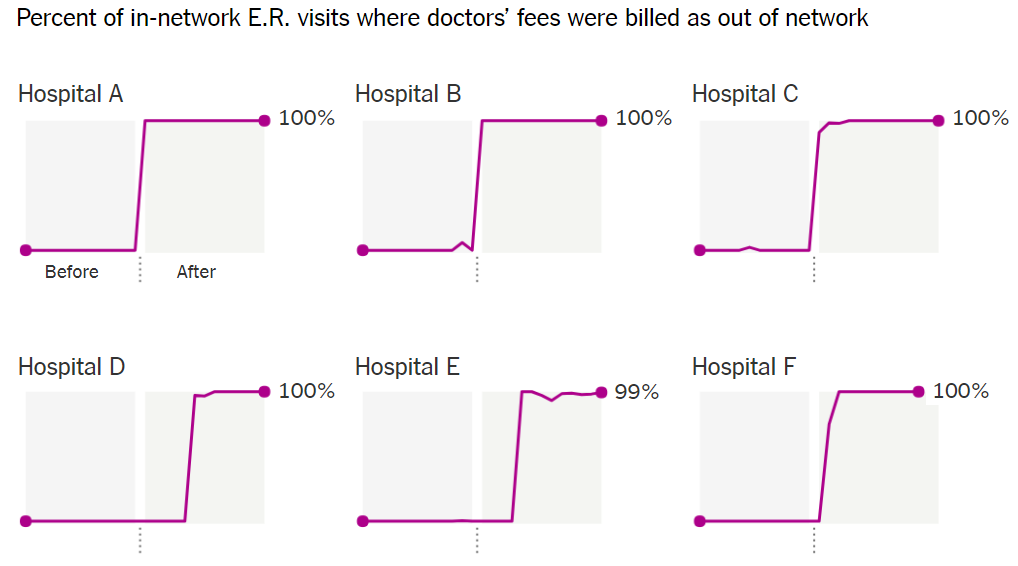 Percent of in-network E.R. visits where doctors’ fees were billed as out of network
Hospital A
100%
Before
After
Hospital B
100%
Hospital C
100%
Hospital D
100%
Hospital E
99%
Hospital F
100%